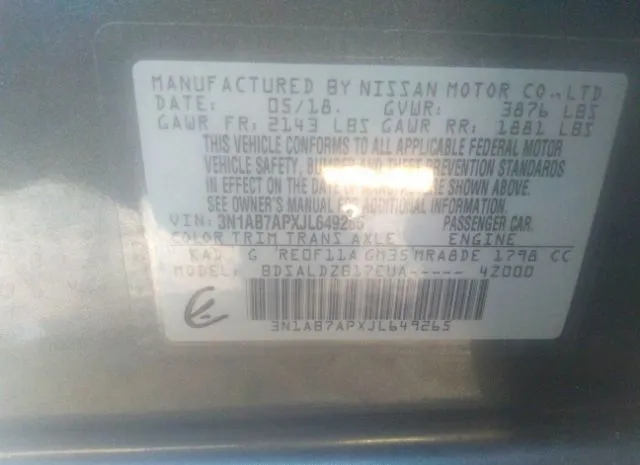 MANUFACTURED BY NISSAN MOTOR CO., LTD
DATE: 05/18. GVWR: 3876 LBS
GAWR FR: 2143 LBS GAWR RR: 1881 LBS
THIS VEHICLE CONFORMS TO ALL APPLICABLE FEDERAL MOTOR
VEHICLE SAFETY, BUMPER AND THEFT PREVENTION STANDARDS
IN EFFECT ON THE DATE OF MANUFACTURE SHOWN ABOVE.
SEE OWNER'S MANUAL FOR ADDITIONAL INFORMATION.
VIN: 3N1AB7APXJL649265 PASSENGER CAR.
COLOR TRIM TRANS AXLE ENGINE
KAD G RE0F11A GM35 MRA8DE 1798 CC
MODEL: BDSALDZB17EUA----- 42000
3N1AB7APXJL649265